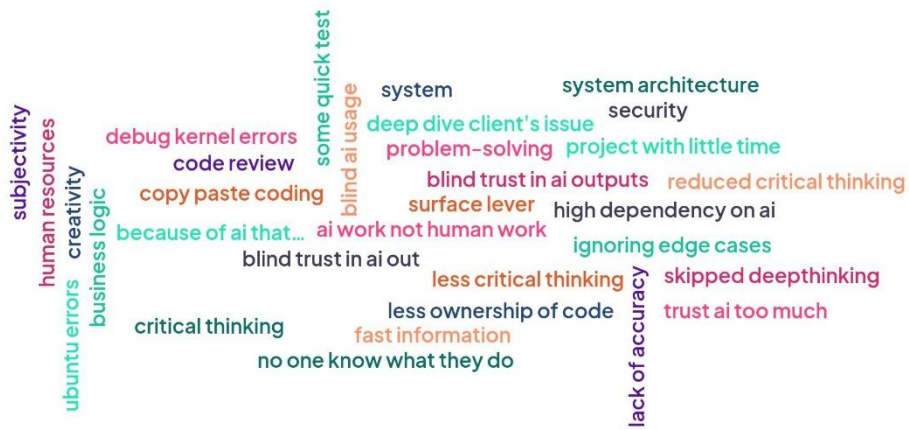 some quick test
system
system architecture
blind ai usage
security
subjectivity
human resources
deep dive client's issue
debug kernel errors
problem-solving
project with little time
code review
creativity
blind trust in ai outputs
reduced critical thinking
copy paste coding
business logic
surface lever
high dependency on ai
because of ai that...
ai work not human work
ignoring edge cases
blind trust in ai out
less critical thinking
skipped deepthinking
ubuntu errors
lack of accuracy
less ownership of code
trust ai too much
critical thinking
fast information
no one know what they do